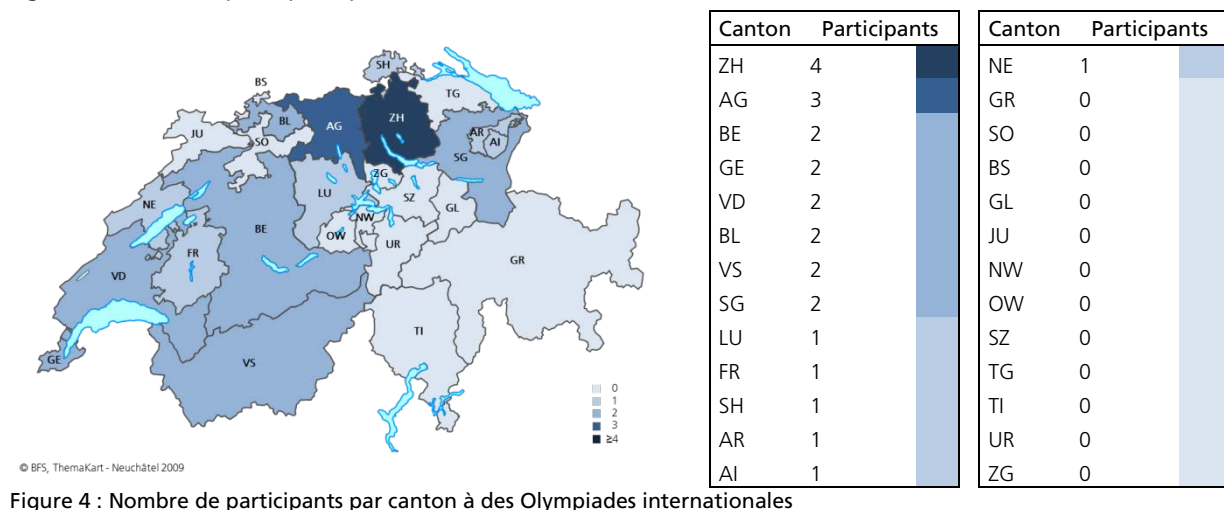 SH
BS
TG
BL
ZH
AG
JU
SO
AR
AI
SG
ZG
LU
SZ
NE
GL
NW
BE
OW
UR
FR
GR
VD
TI
GE
VS
0
1
2
3
≥4
© BFS, ThemaKart - Neuchâtel 2009
Canton Participants
ZH 4
AG 3
BE 2
GE 2
VD 2
BL 2
VS 2
SG 2
LU 1
FR 1
SH 1
AR 1
AI 1
Canton Participants
NE 1
GR 0
SO 0
BS 0
GL 0
JU 0
NW 0
OW 0
SZ 0
TG 0
TI 0
UR 0
ZG 0
Figure 4 : Nombre de participants par canton à des Olympiades internationales